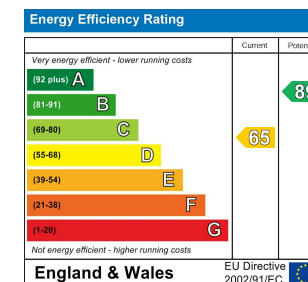 Energy Efficiency Rating
Current
Very energy efficient - lower running costs
(92 plus) A
(81-91) B
(69-80) C
(55-68) D
(39-54) E
(21-38) F
(1-20) G
65
Not energy efficient - higher running costs
England & Wales
EU Directive
2002/91/EC